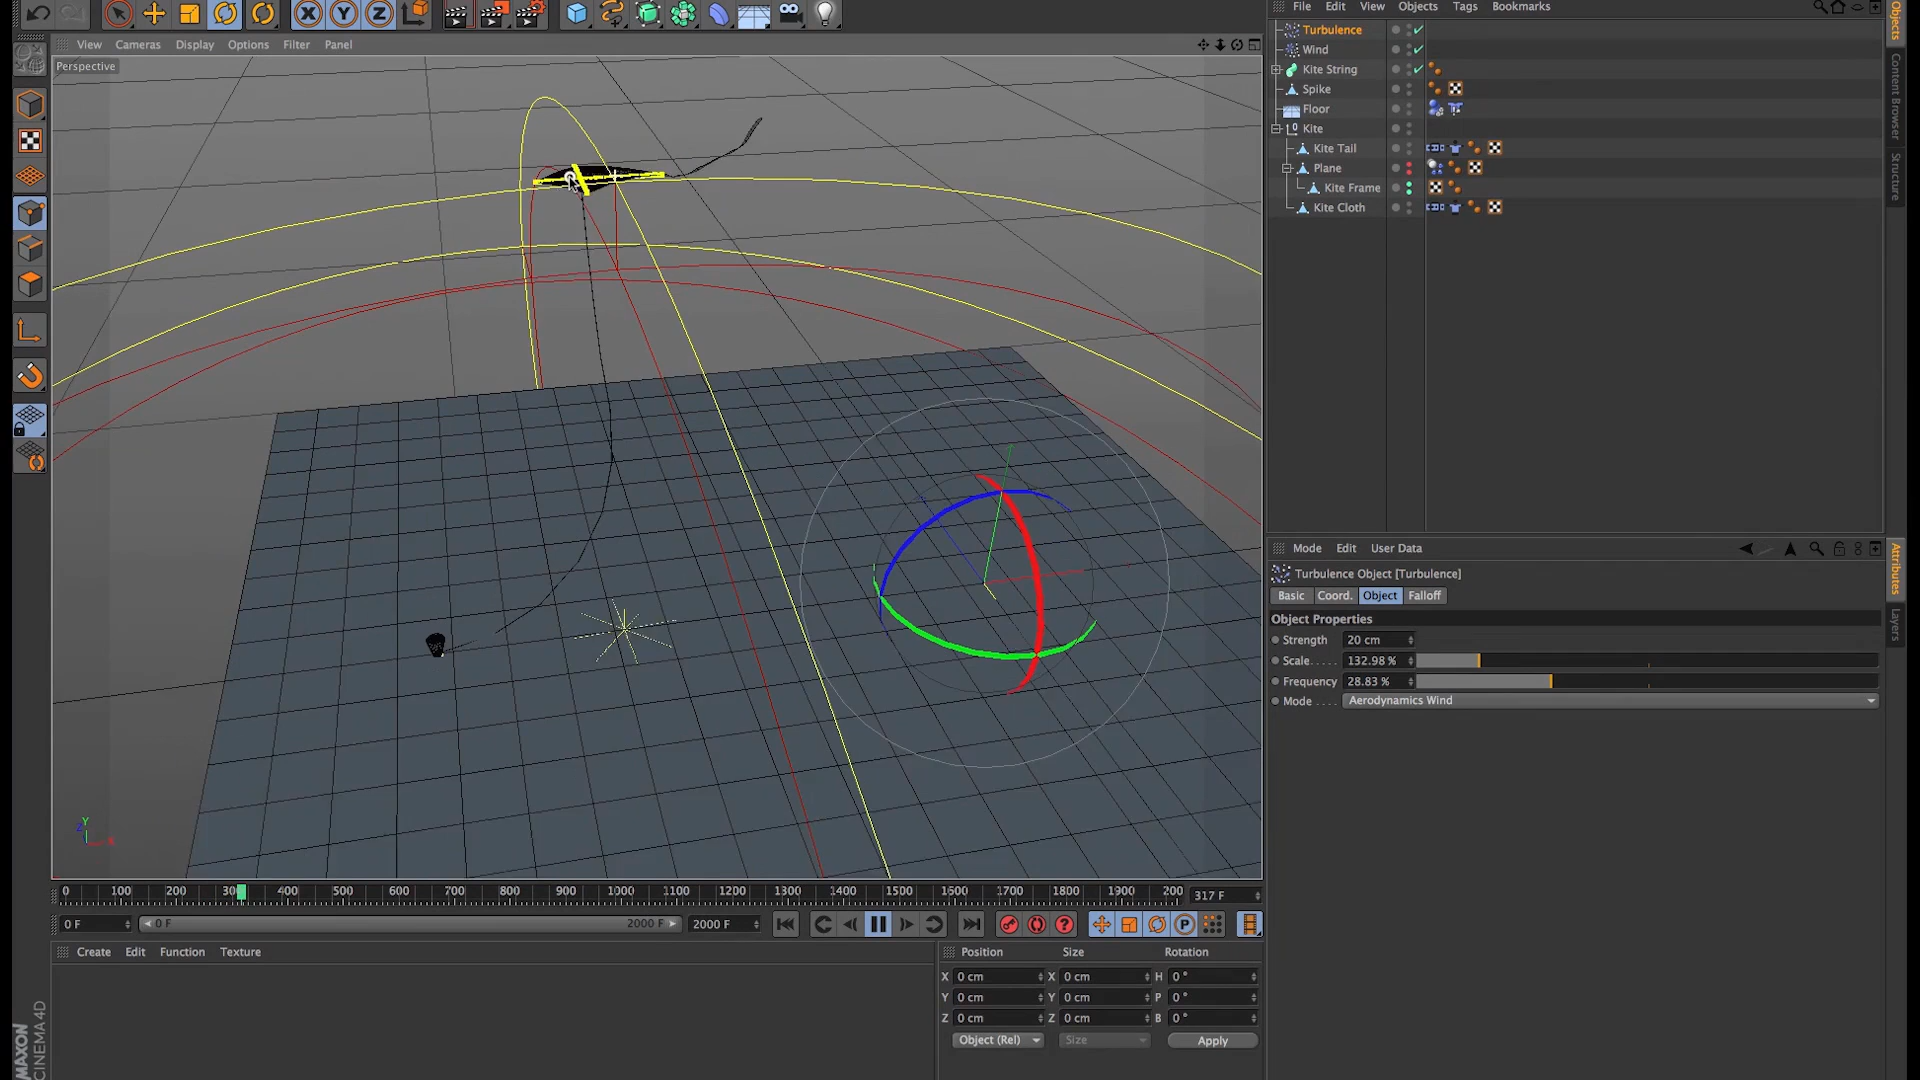 File Edit View Objects Tags Bookmarks
X Y Z
View Cameras Display Options Filter Panel
Perspective
Turbulence
Wind
Kite String
Spike
Floor
Kite
Kite Tail
Plane
Kite Frame
Kite Cloth
Objects
Content Browser
Structure
Mode Edit User Data
Turbulence Object [Turbulence]
Basic Coord. Object Falloff
Object Properties
Strength 20 cm
Scale..... 132.98 %
Frequency 28.83 %
Mode .... Aerodynamics Wind
Attributes
Layers
Y
Z
X
0 100 200 300 400 500 600 700 800 900 1000 1100 1200 1300 1400 1500 1600 1700 1800 1900 200 317 F
0 F 0 F 2000 F 2000 F
P
Create Edit Function Texture
Position Size Rotation
X 0 cm X 0 cm H 0 °
Y 0 cm Y 0 cm P 0 °
Z 0 cm Z 0 cm B 0 °
Object (Rel) Size Apply
MAXON
CINEMA 4D